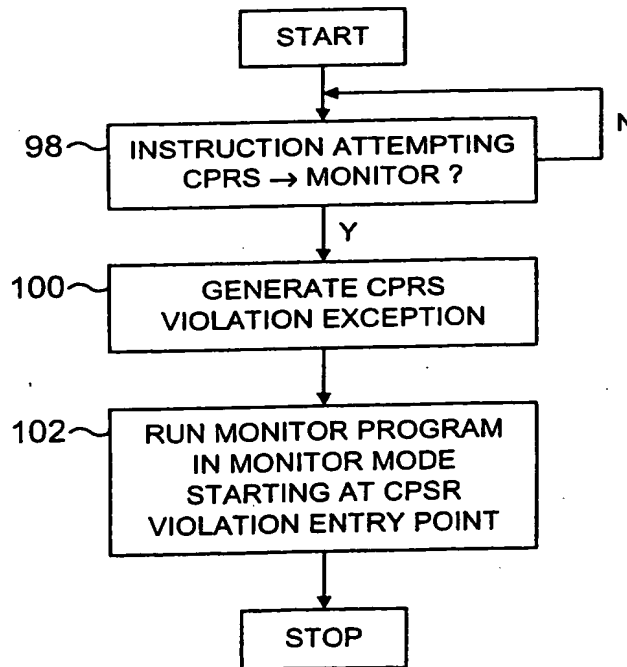 START
98
INSTRUCTION ATTEMPTING
CPRS → MONITOR ?
N
Y
100
GENERATE CPRS
VIOLATION EXCEPTION
102
RUN MONITOR PROGRAM
IN MONITOR MODE
STARTING AT CPSR
VIOLATION ENTRY POINT
STOP